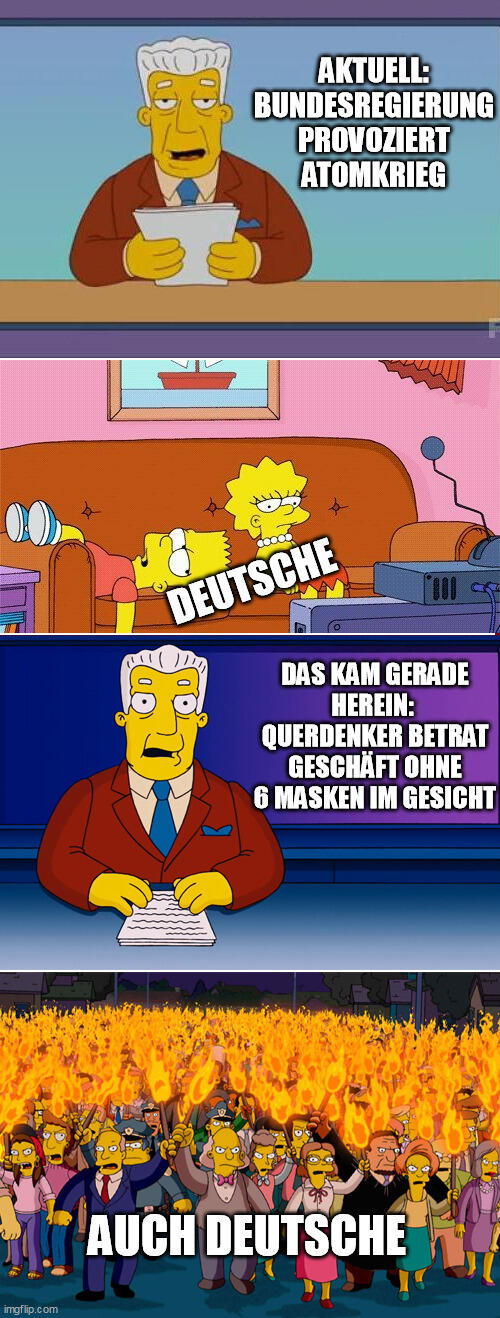 AKTUELL:
BUNDESREGIERUNG
PROVOZIERT
ATOMKRIEG
DEUTSCHE
DAS KAM GERADE
HEREIN:
QUERDENKER BETRAT
GESCHÄFT OHNE
6 MASKEN IM GESICHT
AUCH DEUTSCHE
imgflip.com